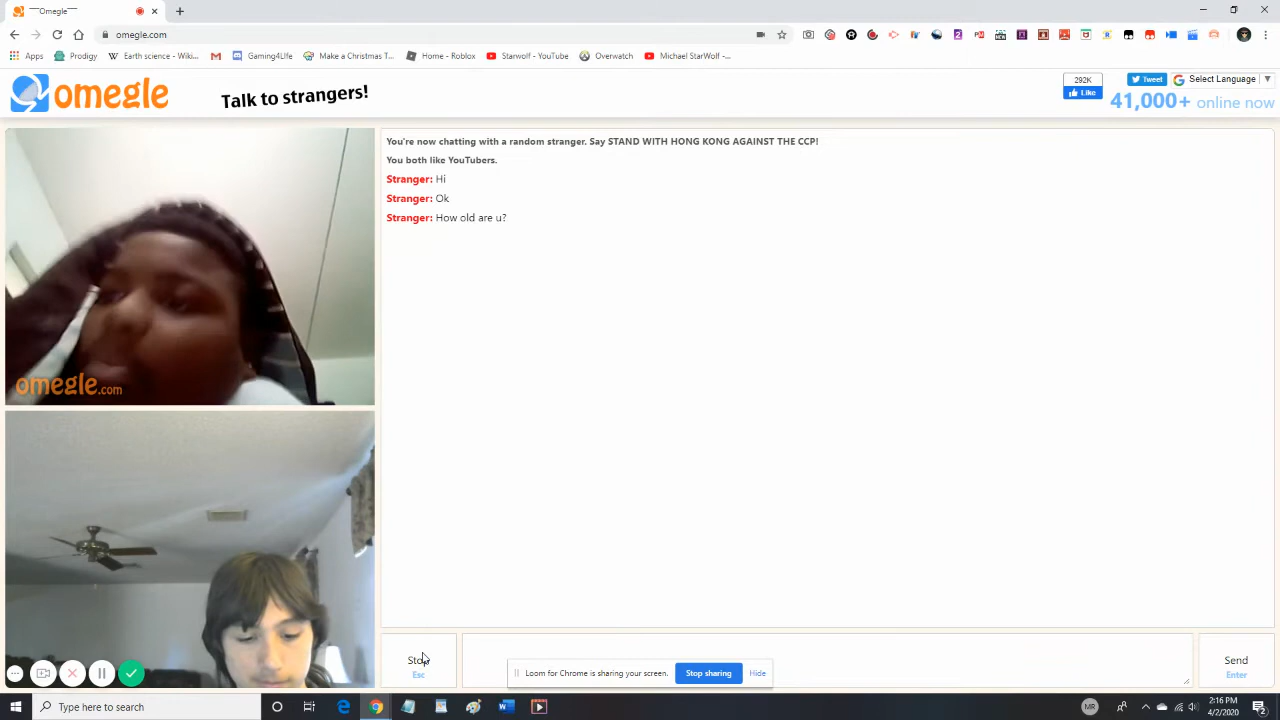 Omegle
omegle.com
Apps
Prodigy
Earth science - Wiki...
Gaming4Life
Make a Christmas T...
Home - Roblox
Starwolf - YouTube
Overwatch
Michael StarWolf -...
omegle
Talk to strangers!
292K
Like
Tweet
Select Language
41,000+ online now
You're now chatting with a random stranger. Say STAND WITH HONG KONG AGAINST THE CCP!
You both like YouTubers.
Stranger: Hi
Stranger: Ok
Stranger: How old are u?
omegle.com
Stop
Esc
Loom for Chrome is sharing your screen.
Stop sharing
Hide
Send
Enter
Type here to search
MR
2:16 PM
4/2/2020
2